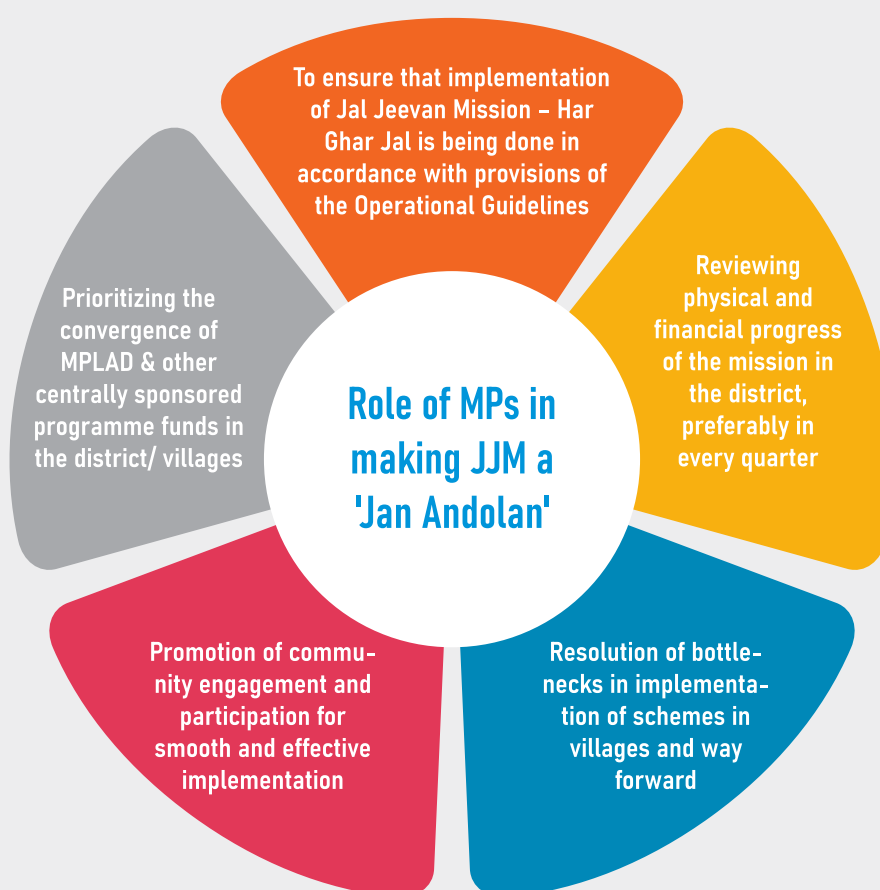 To ensure that implementation
of Jal Jeevan Mission – Har
Ghar Jal is being done in
accordance with provisions of
the Operational Guidelines
Reviewing
physical and
financial progress
of the mission in
the district,
preferably in
every quarter
Resolution of bottle-
necks in implementa-
tion of schemes in
villages and way
forward
Promotion of commu-
nity engagement and
participation for
smooth and effective
implementation
Prioritizing the
convergence of
MPLAD & other
centrally sponsored
programme funds in
the district/ villages
Role of MPs in
making JJM a
'Jan Andolan'